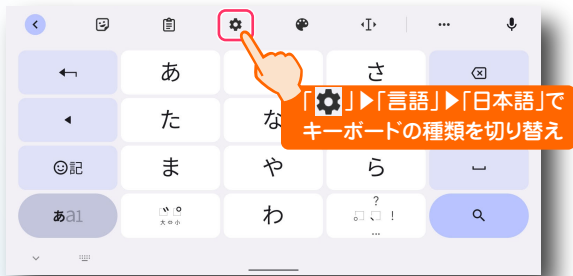 あ
さ
た
な
☺記
ま
や
ら
あa1
大⇔小
わ
?
!
...
「⚙」▶「言語」▶「日本語」で
キーボードの種類を切り替え